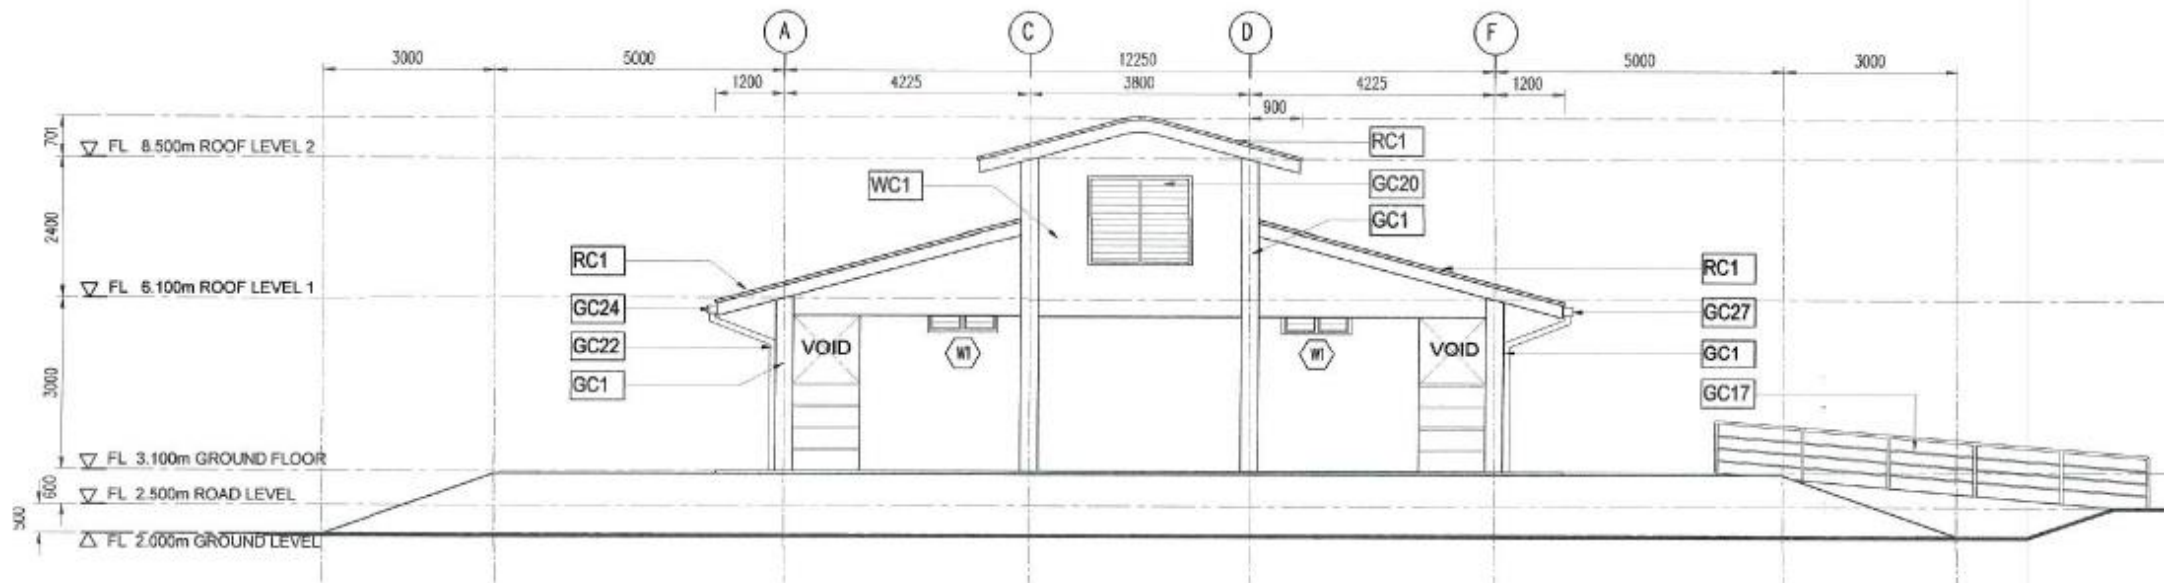 A C D F
3000 5000 12250 5000 3000
1200 4225 3800 4225 1200
900
701
FL 8.500m ROOF LEVEL 2
RC1
WC1
GC20
GC1
2400
RC1
RC1
FL 6.100m ROOF LEVEL 1
GC24
GC27
GC22
VOID
W1
W1
VOID
GC1
GC1
GC17
3000
FL 3.100m GROUND FLOOR
600
FL 2.500m ROAD LEVEL
500
FL 2.000m GROUND LEVEL